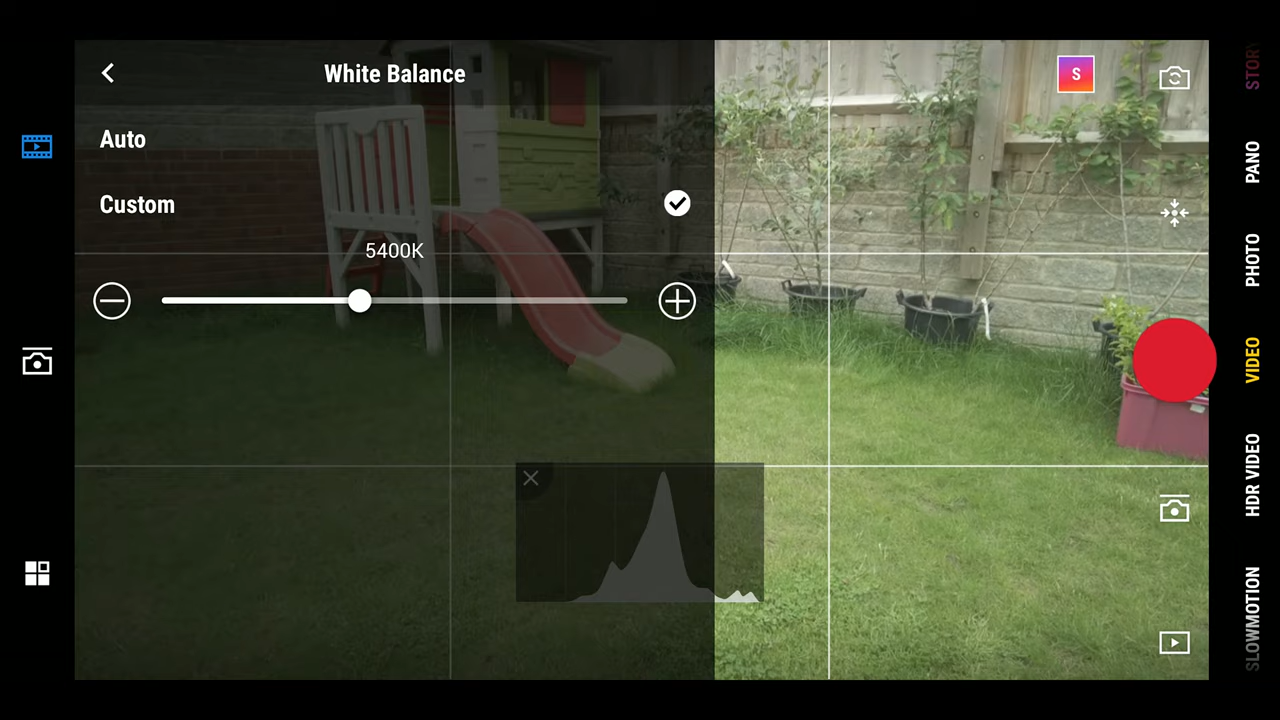 White Balance
Auto
Custom
5400K
S
STORY
PANO
PHOTO
VIDEO
HDR VIDEO
SLOWMOTION